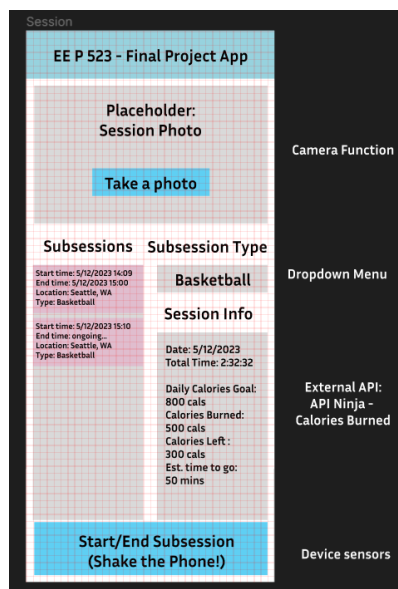 Session
EE P 523 - Final Project App
Placeholder:
Session Photo
Take a photo
Camera Function
Subsessions
Start time: 5/12/2023 14:09
End time: 5/12/2023 15:00
Location: Seattle, WA
Type: Basketball
Start time: 5/12/2023 15:10
End time: ongoing...
Location: Seattle, WA
Type: Basketball
Subsession Type
Basketball
Dropdown Menu
Session Info
Date: 5/12/2023
Total Time: 2:32:32
Daily Calories Goal:
800 cals
Calories Burned:
500 cals
Calories Left :
300 cals
Est. time to go:
50 mins
External API:
API Ninja -
Calories Burned
Start/End Subsession
(Shake the Phone!)
Device sensors